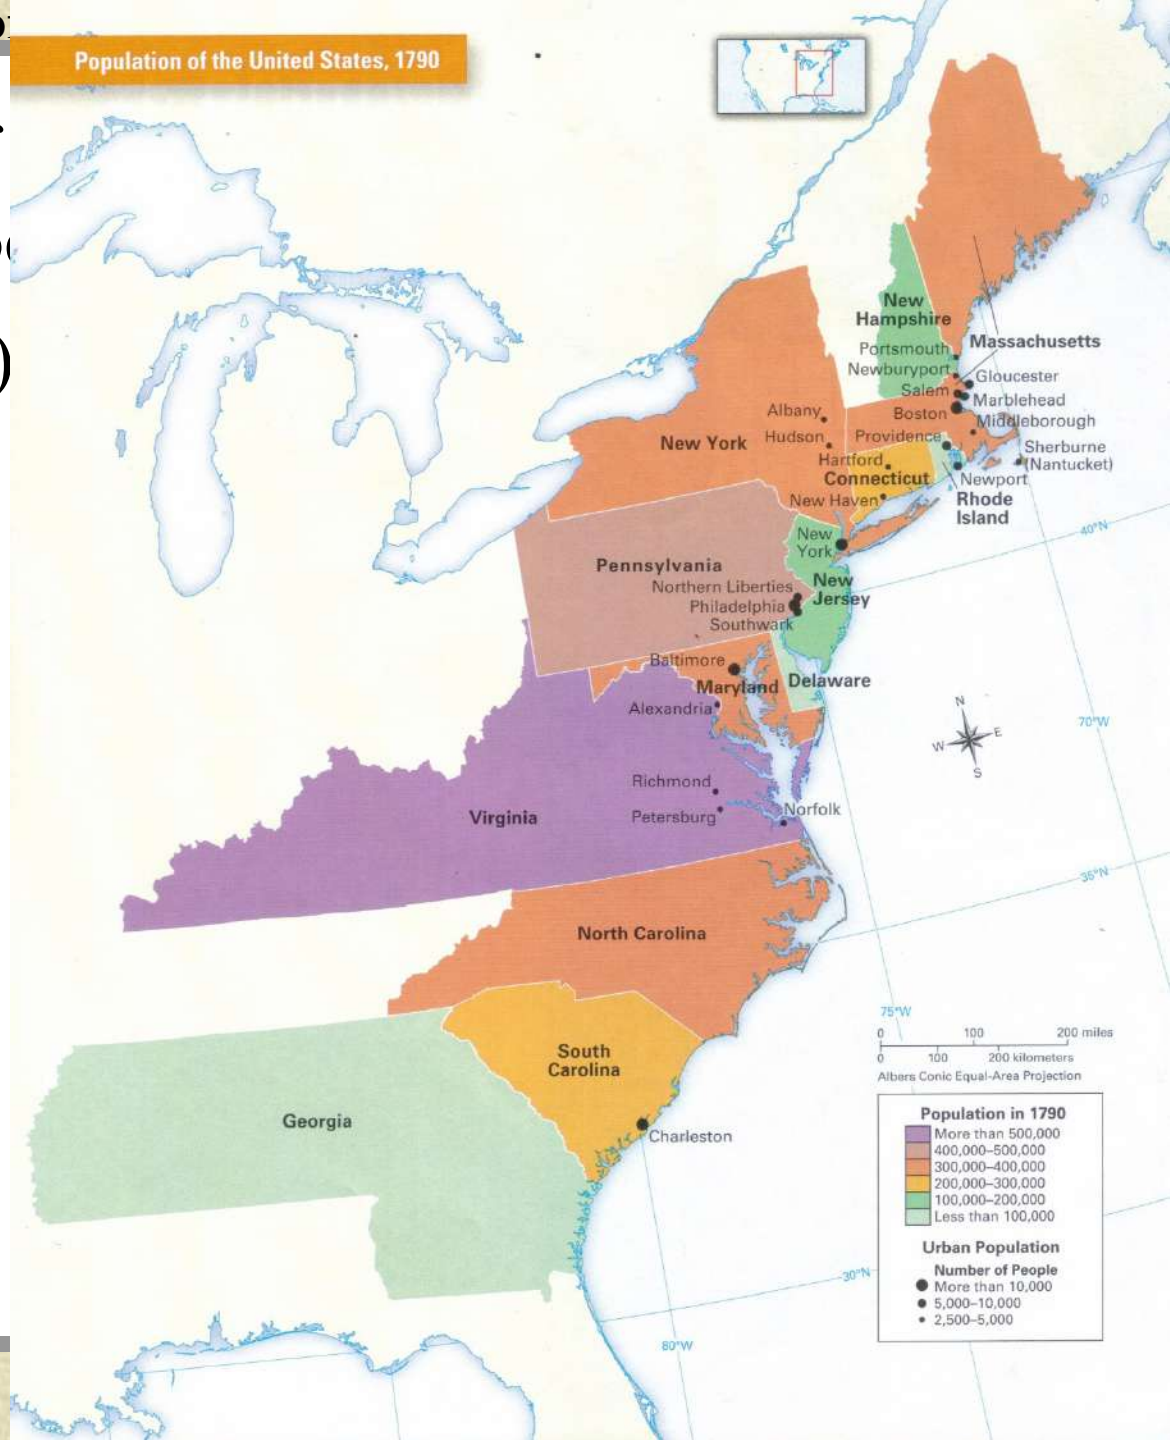 Population of the United States, 1790
New
Hampshire
Portsmouth
Massachusetts
Newburyport
Gloucester
Salem
Marblehead
Albany
Boston
Middleborough
New York
Hudson
Providence
Sherburne
(Nantucket)
Hartford
Connecticut
Newport
New Haven
Rhode
Island
40°N
New
York
Pennsylvania
Northern Liberties
New
Jersey
Philadelphia
Southwark
Baltimore
Maryland
Delaware
Alexandria
N
W
E
S
70°W
Richmond
Virginia
Petersburg
Norfolk
35°N
North Carolina
75°W
0 100 200 miles
0 100 200 kilometers
Albers Conic Equal-Area Projection
South
Carolina
Georgia
Charleston
Population in 1790
More than 500,000
400,000–500,000
300,000–400,000
200,000–300,000
100,000–200,000
Less than 100,000
Urban Population
Number of People
More than 10,000
5,000–10,000
2,500–5,000
30°N
80°W